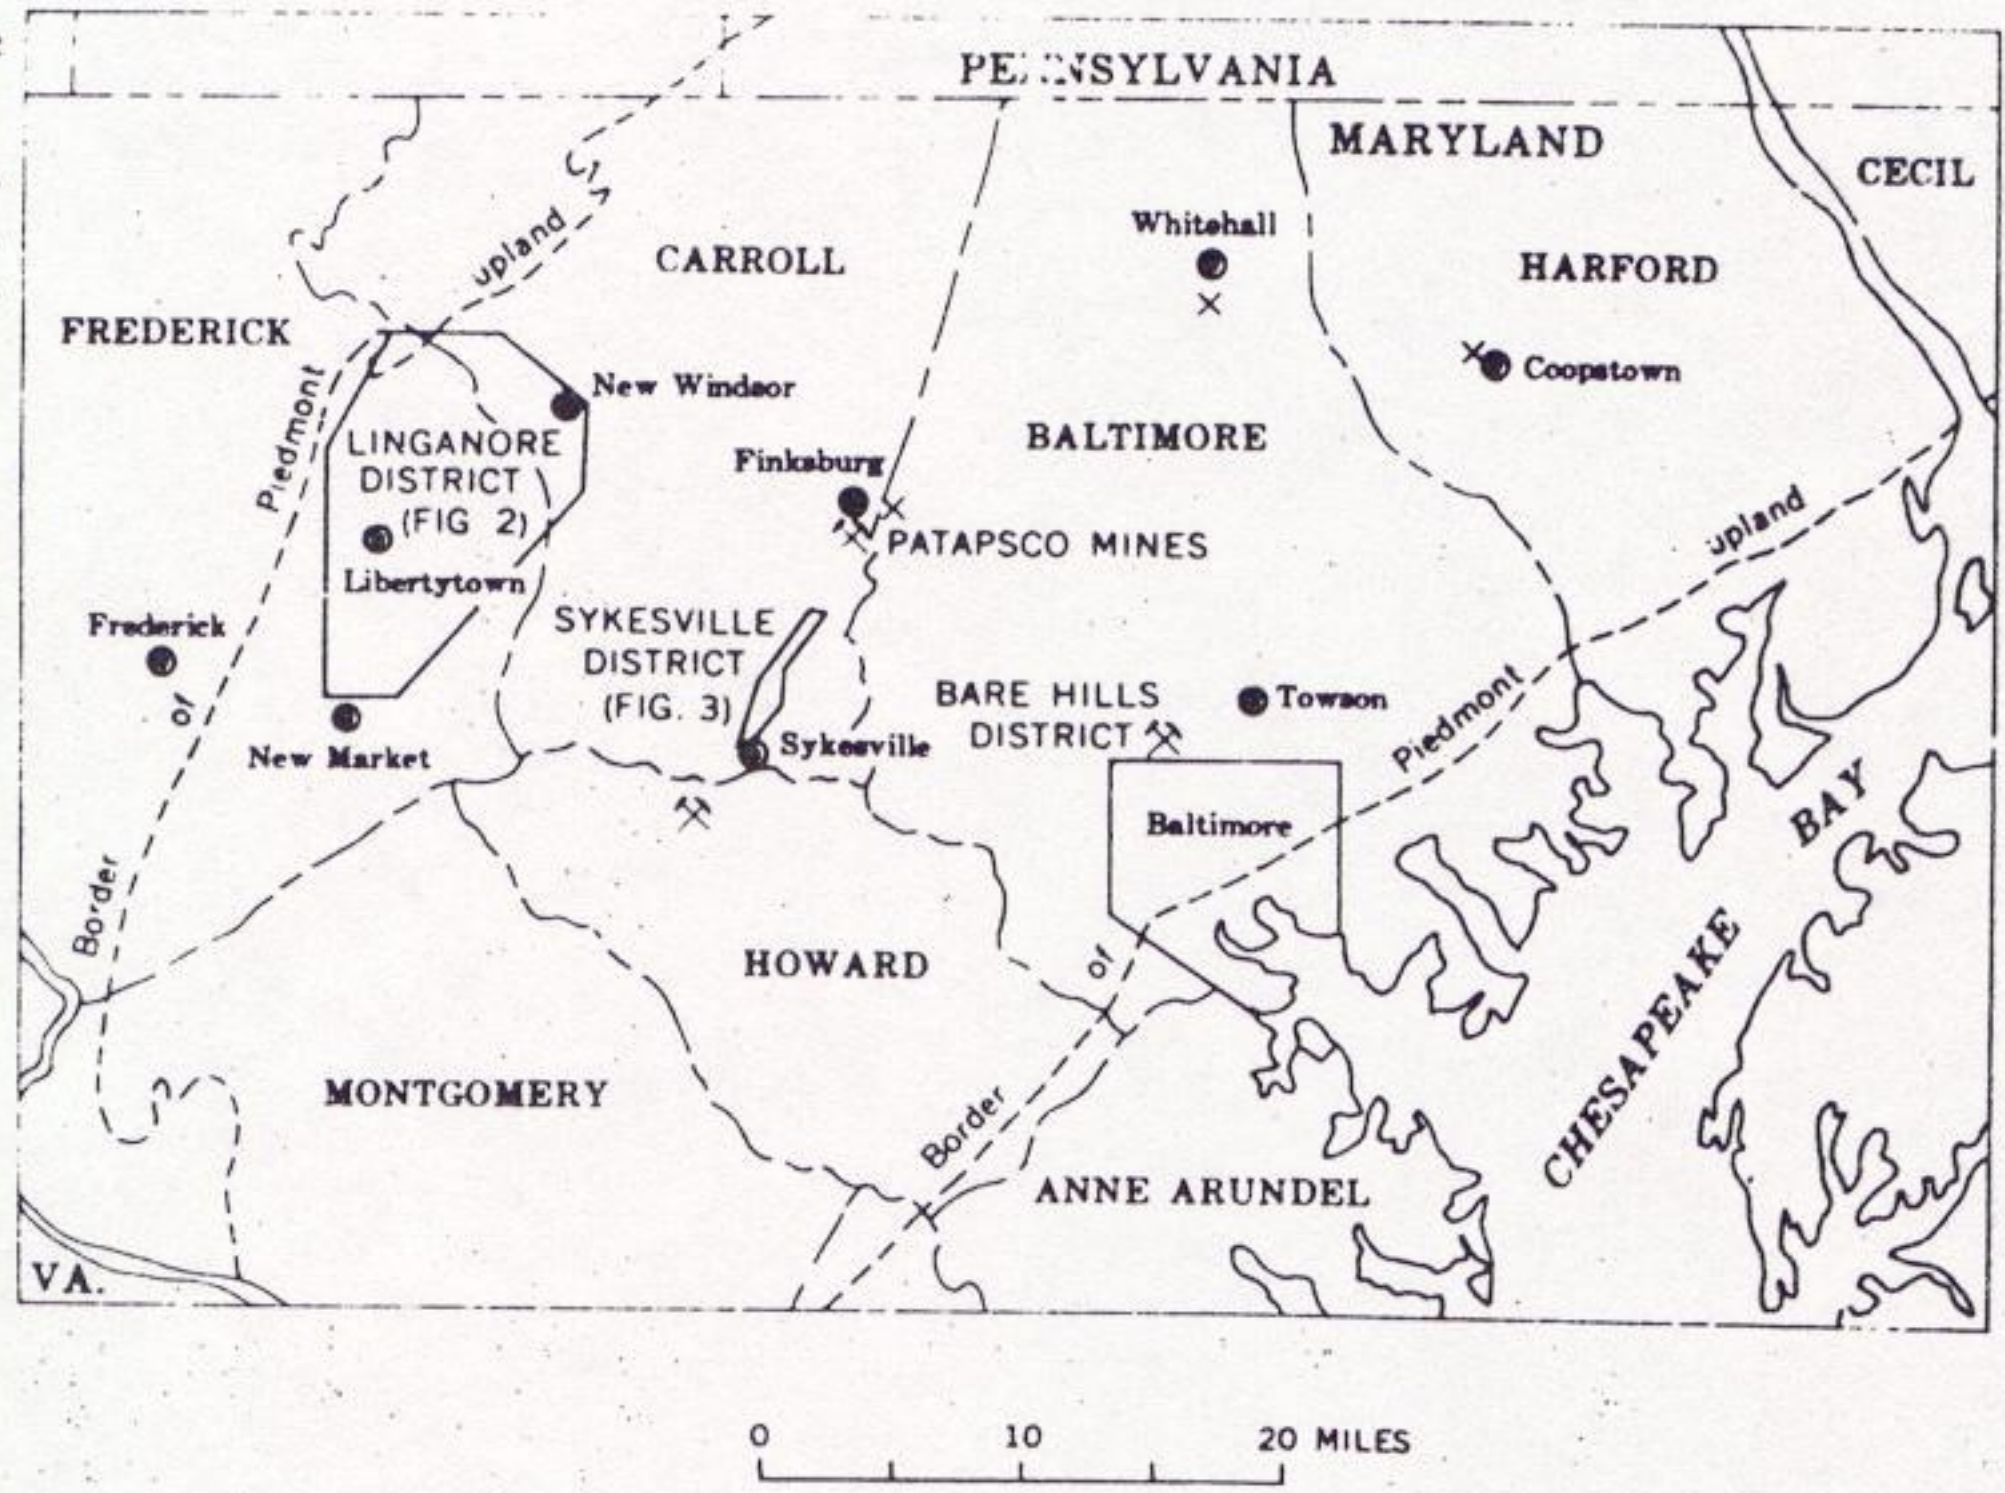 PENNSYLVANIA
MARYLAND
CECIL
Whitehall
upland
CARROLL
HARFORD
FREDERICK
Coopstown
New Windsor
Piedmont
LINGANORE
DISTRICT
(FIG 2)
BALTIMORE
Finksburg
upland
PATAPSCO MINES
Libertytown
Frederick
SYKESVILLE
DISTRICT
(FIG. 3)
of
BARE HILLS
DISTRICT
Towson
Piedmont
New Market
Sykesville
Baltimore
BAY
Border
HOWARD
of
CHESAPEAKE
MONTGOMERY
Border
ANNE ARUNDEL
VA.
0 10 20 MILES